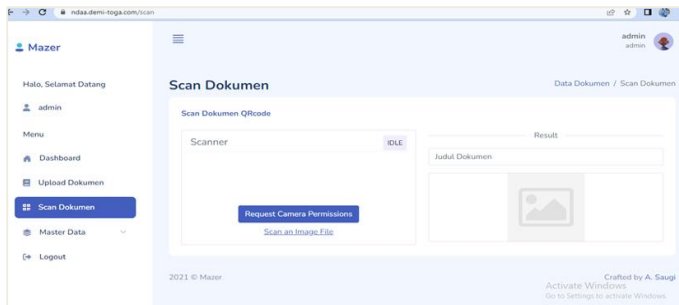 ndaa.demi-toga.com/scan
Mazer
admin
admin
Halo, Selamat Datang
admin
Menu
Dashboard
Upload Dokumen
Scan Dokumen
Master Data
Logout
Scan Dokumen
Data Dokumen / Scan Dokumen
Scan Dokumen QRcode
Scanner
IDLE
Request Camera Permissions
Scan an Image File
Result
Judul Dokumen
2021 © Mazer
Crafted by A. Saugi
Activate Windows
Go to Settings to activate Windows.